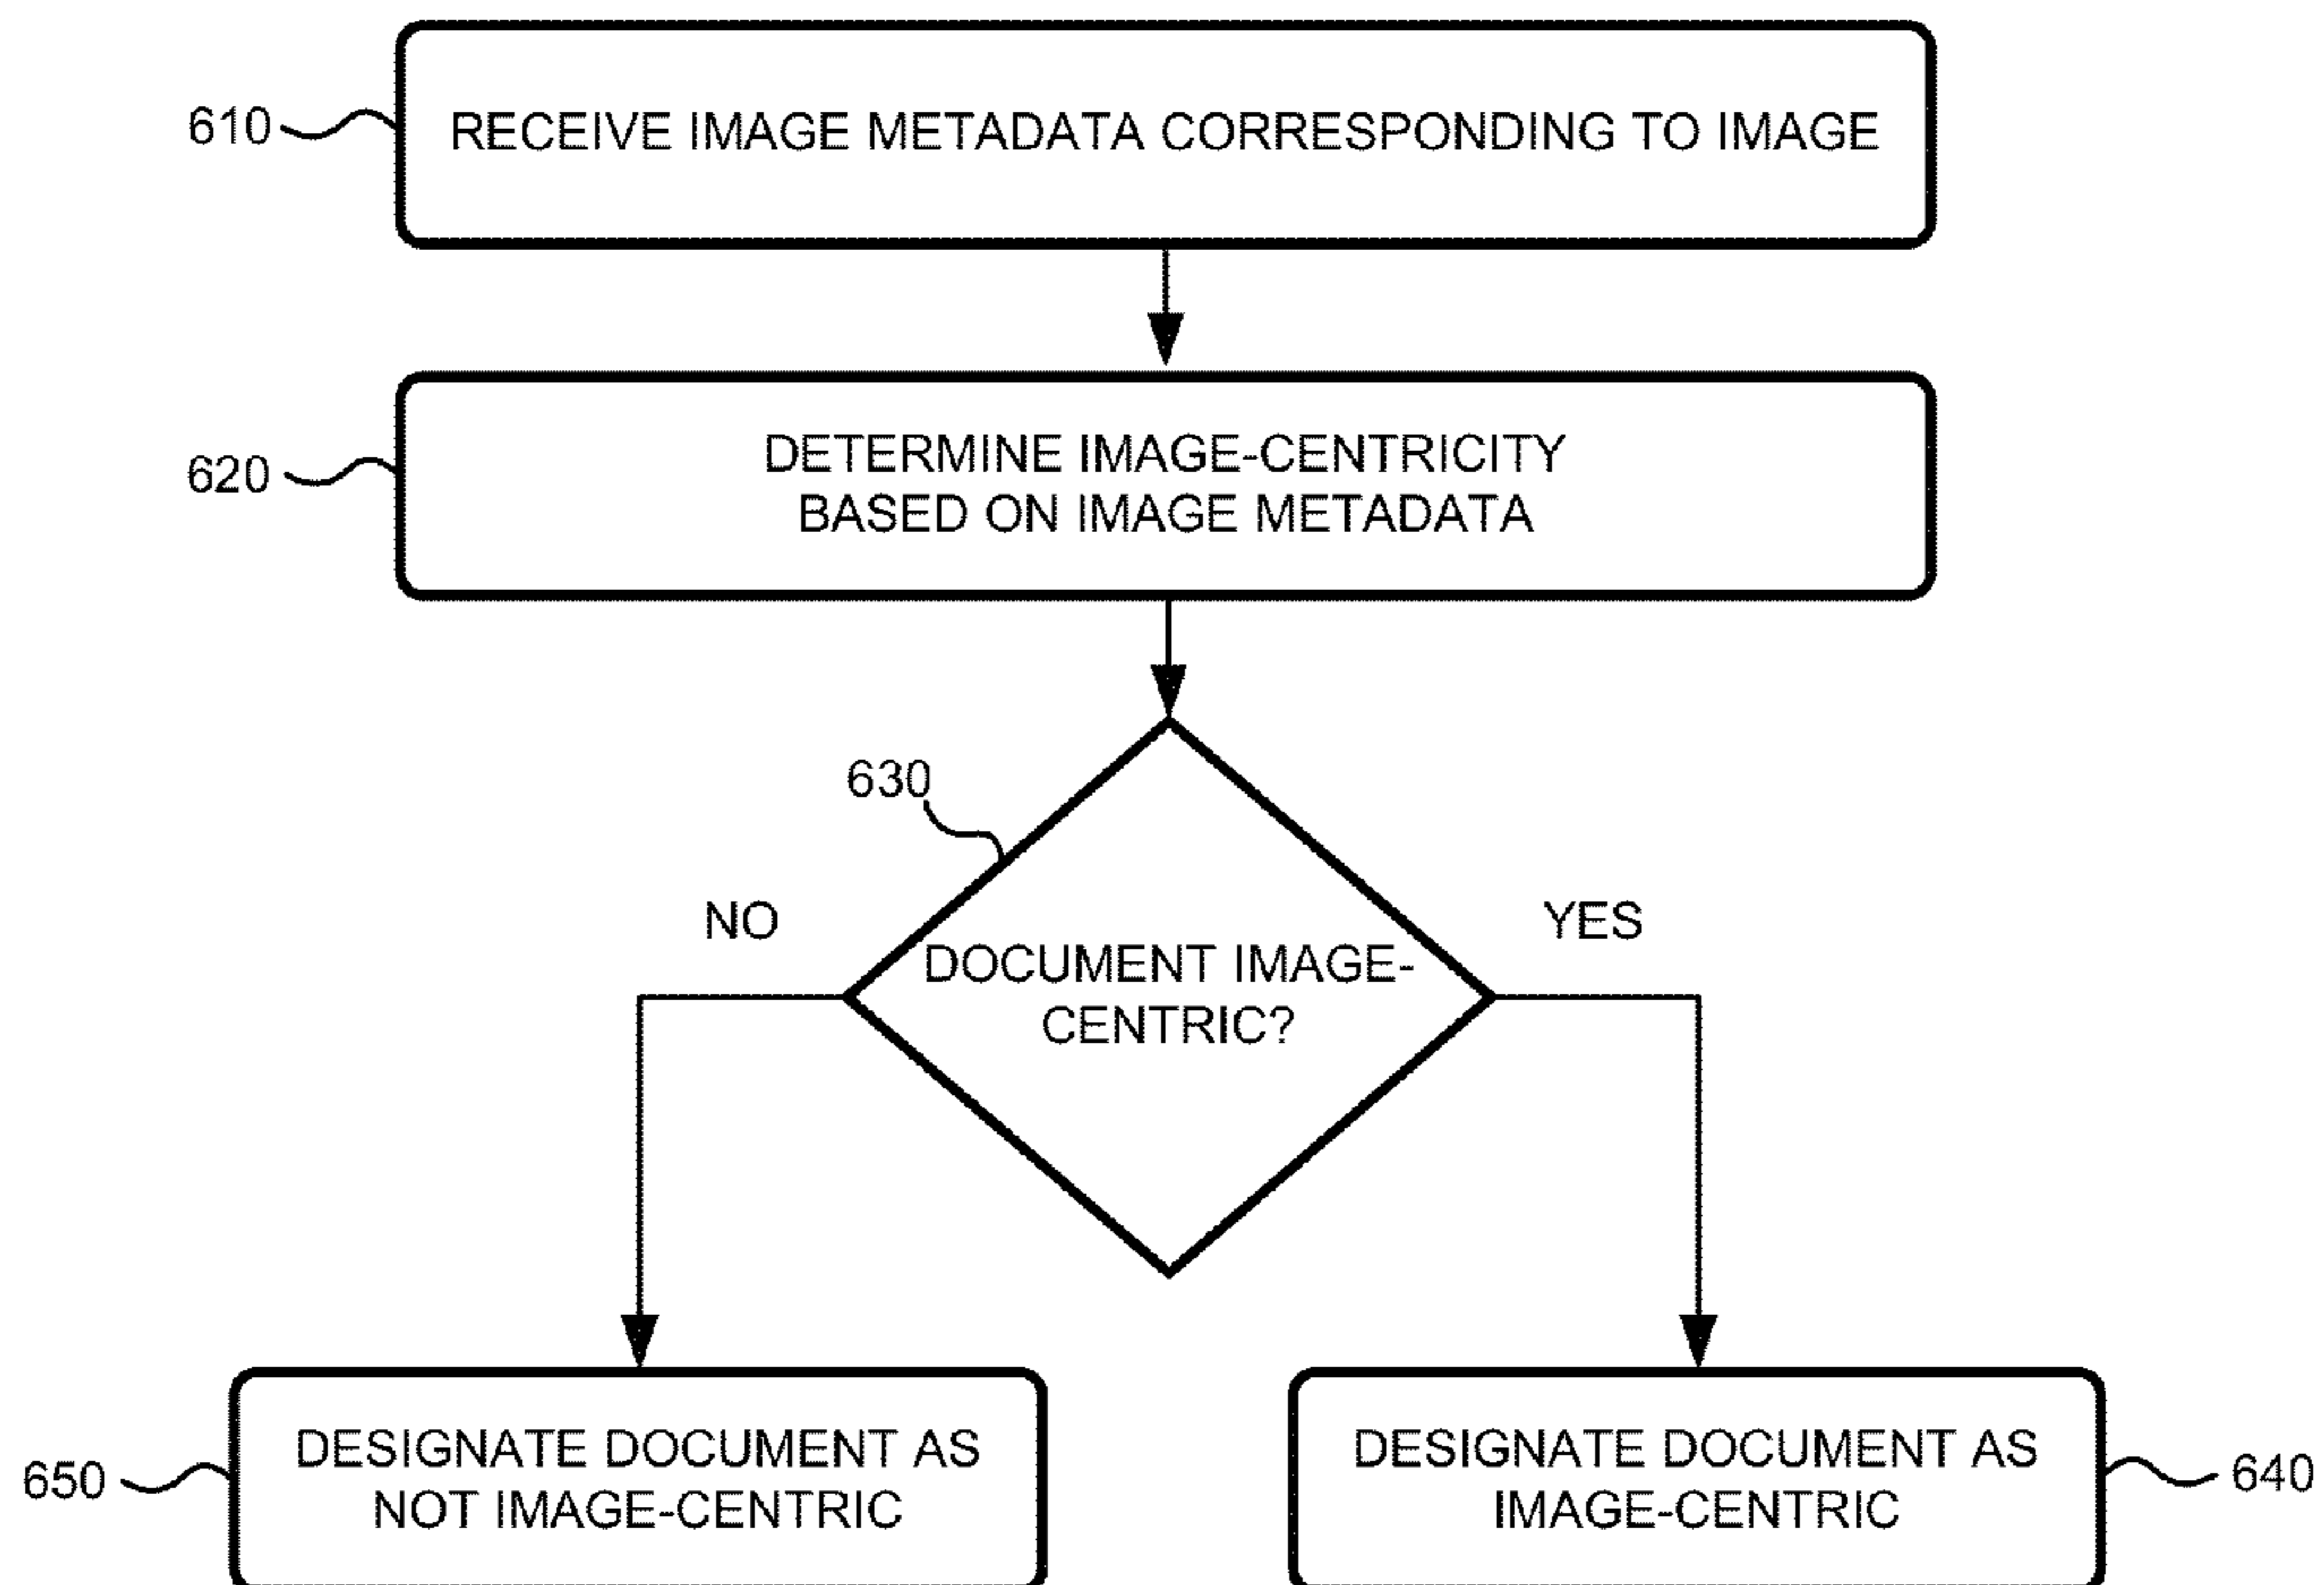 610
RECEIVE IMAGE METADATA CORRESPONDING TO IMAGE
620
DETERMINE IMAGE-CENTRICITY
BASED ON IMAGE METADATA
630
NO
YES
DOCUMENT IMAGE-
CENTRIC?
650
DESIGNATE DOCUMENT AS
NOT IMAGE-CENTRIC
DESIGNATE DOCUMENT AS
IMAGE-CENTRIC
640